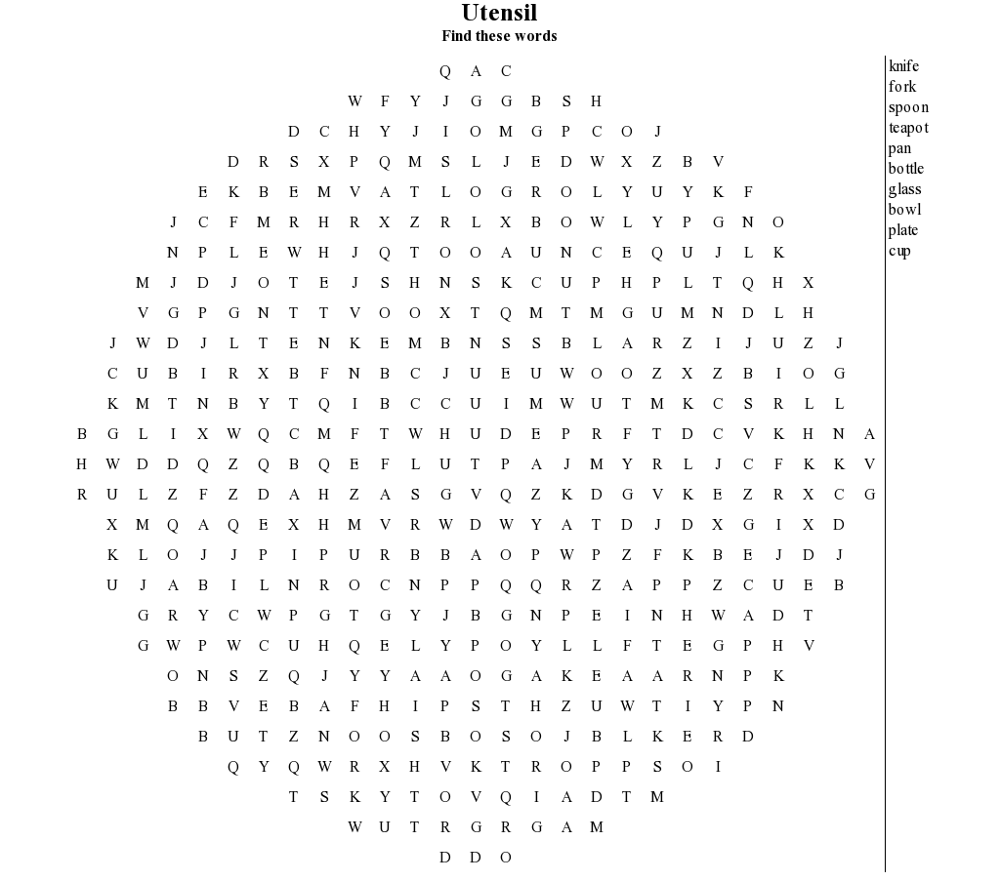 Utensil
Find these words
Q A C
W F Y J G G B S H
D C H Y J I O M G P C O J
D R S X P Q M S L J E D W X Z B V
E K B E M V A T L O G R O L Y U Y K F
J C F M R H R X Z R L X B O W L Y P G N O
N P L E W H J Q T O O A U N C E Q U J L K
M J D J O T E J S H N S K C U P H P L T Q H X
V G P G N T T V O O X T Q M T M G U M N D L H
J W D J L T E N K E M B N S S B L A R Z I J U Z J
C U B I R X B F N B C J U E U W O O Z X Z B I O G
K M T N B Y T Q I B C C U I M W U T M K C S R L L
B G L I X W Q C M F T W H U D E P R F T D C V K H N A
H W D D Q Z Q B Q E F L U T P A J M Y R L J C F K K V
R U L Z F Z D A H Z A S G V Q Z K D G V K E Z R X C G
X M Q A Q E X H M V R W D W Y A T D J D X G I X D
K L O J J P I P U R B B A O P W P Z F K B E J D J
U J A B I L N R O C N P P Q Q R Z A P P Z C U E B
G R Y C W P G T G Y J B G N P E I N H W A D T
G W P W C U H Q E L Y P O Y L L F T E G P H V
O N S Z Q J Y Y A A O G A K E A A R N P K
B B V E B A F H I P S T H Z U W T I Y P N
B U T Z N O O S B O S O J B L K E R D
Q Y Q W R X H V K T R O P P S O I
T S K Y T O V Q I A D T M
W U T R G R G A M
D D O
knife
fork
spoon
teapot
pan
bottle
glass
bowl
plate
cup